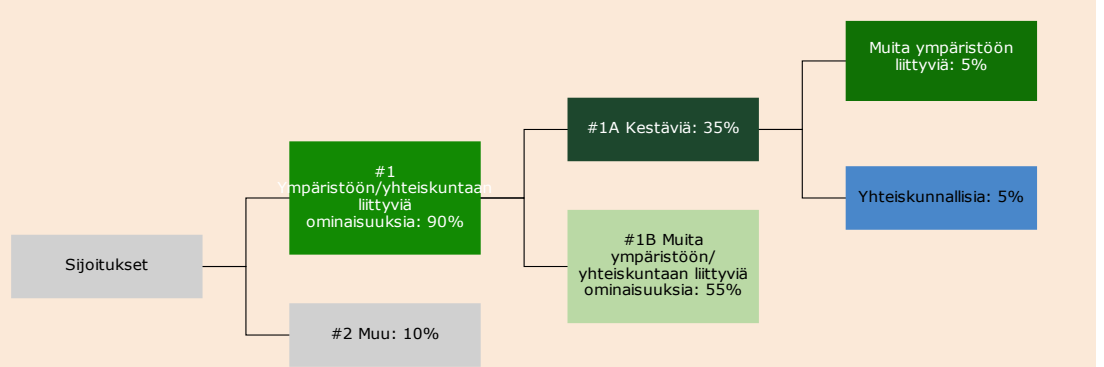 Muita ympäristöön
liittyviä: 5%
#1A Kestäviä: 35%
#1
Ympäristöön/yhteiskuntaan
liittyviä
ominaisuuksia: 90%
Yhteiskunnallisia: 5%
#1B Muita
ympäristöön/
yhteiskuntaan liittyviä
ominaisuuksia: 55%
Sijoitukset
#2 Muu: 10%